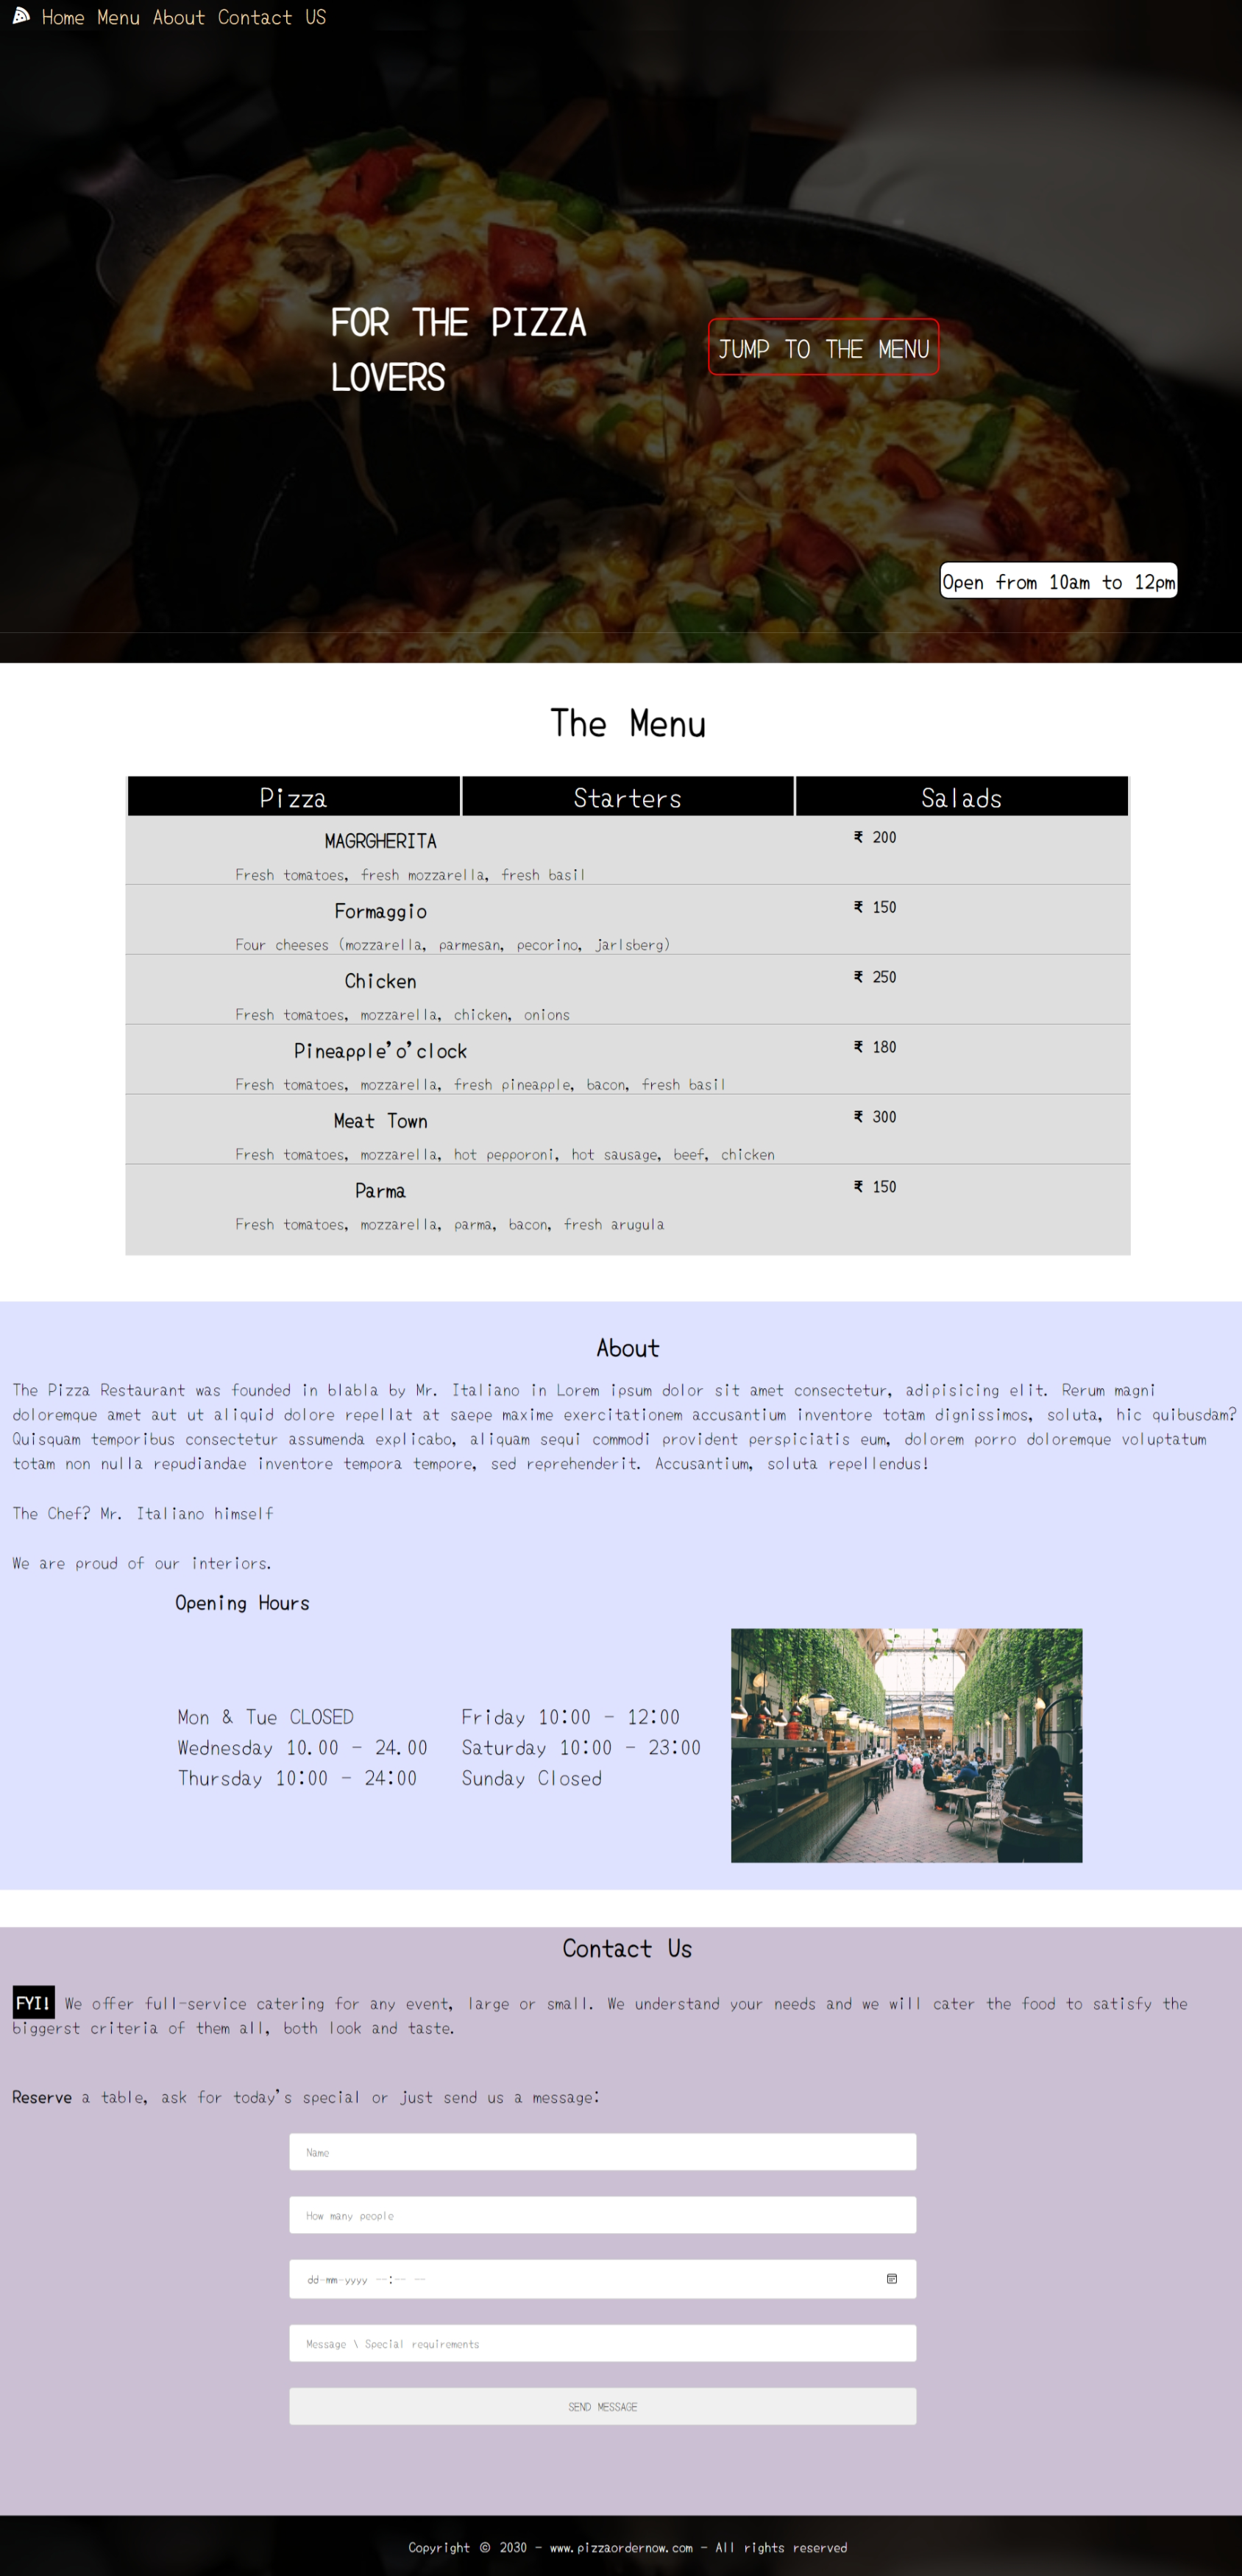 Home Menu About Contact US
FOR THE PIZZA
LOVERS
JUMP TO THE MENU
Open from 10am to 12pm
The Menu
Pizza Starters Salads
MAGRGHERITA ₹ 200
Fresh tomatoes, fresh mozzarella, fresh basil
Formaggio ₹ 150
Four cheeses (mozzarella, parmesan, pecorino, jarlsberg)
Chicken ₹ 250
Fresh tomatoes, mozzarella, chicken, onions
Pineapple'o'clock ₹ 180
Fresh tomatoes, mozzarella, fresh pineapple, bacon, fresh basil
Meat Town ₹ 300
Fresh tomatoes, mozzarella, hot pepporoni, hot sausage, beef, chicken
Parma ₹ 150
Fresh tomatoes, mozzarella, parma, bacon, fresh arugula
About
The Pizza Restaurant was founded in blabla by Mr. Italiano in Lorem ipsum dolor sit amet consectetur, adipisicing elit. Rerum magni
doloremque amet aut ut aliquid dolore repellat at saepe maxime exercitationem accusantium inventore totam dignissimos, soluta, hic quibusdam?
Quisquam temporibus consectetur assumenda explicabo, aliquam sequi commodi provident perspiciatis eum, dolorem porro doloremque voluptatum
totam non nulla repudiandae inventore tempora tempore, sed reprehenderit. Accusantium, soluta repellendus!
The Chef? Mr. Italiano himself
We are proud of our interiors.
Opening Hours
Mon & Tue CLOSED Friday 10:00 - 12:00
Wednesday 10.00 - 24.00 Saturday 10:00 - 23:00
Thursday 10:00 - 24:00 Sunday Closed
Contact Us
FYI! We offer full-service catering for any event, large or small. We understand your needs and we will cater the food to satisfy the
biggerst criteria of them all, both look and taste.
Reserve a table, ask for today's special or just send us a message:
Name
How many people
dd-mm-yyyy --:-- --
Message \ Special requirements
SEND MESSAGE
Copyright © 2030 - www.pizzaordernow.com - All rights reserved